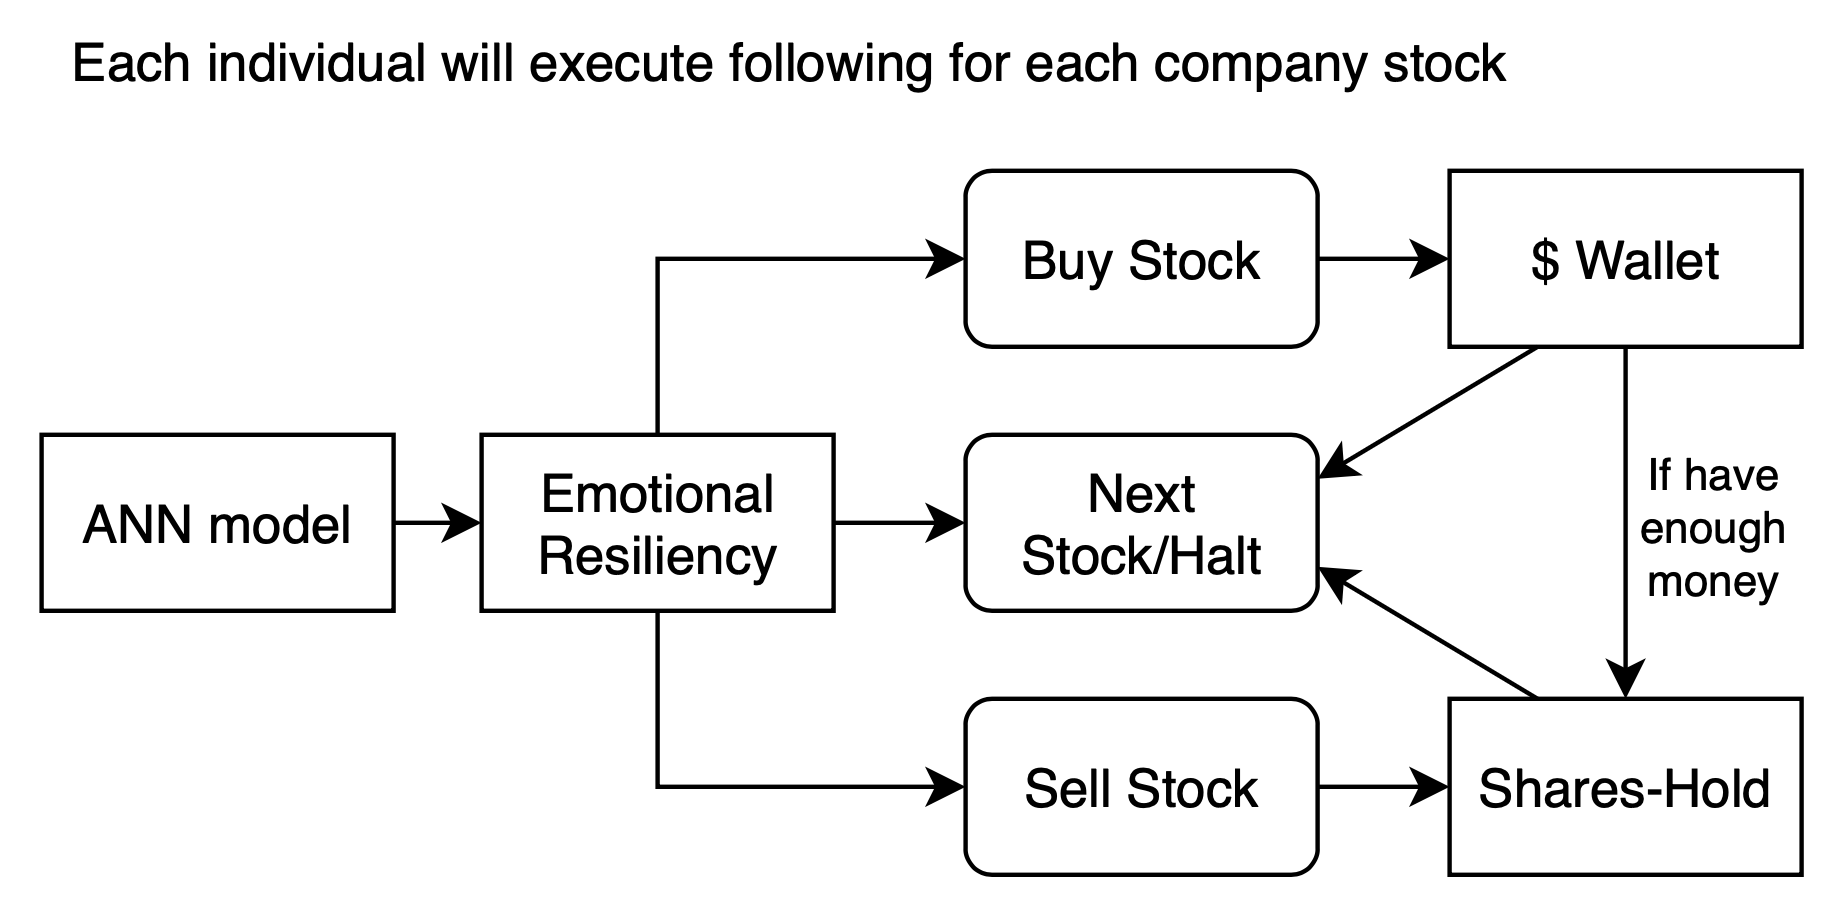 Each individual will execute following for each company stock
Buy Stock
$ Wallet
ANN model
Emotional
Resiliency
Next
Stock/Halt
If have
enough
money
Sell Stock
Shares-Hold